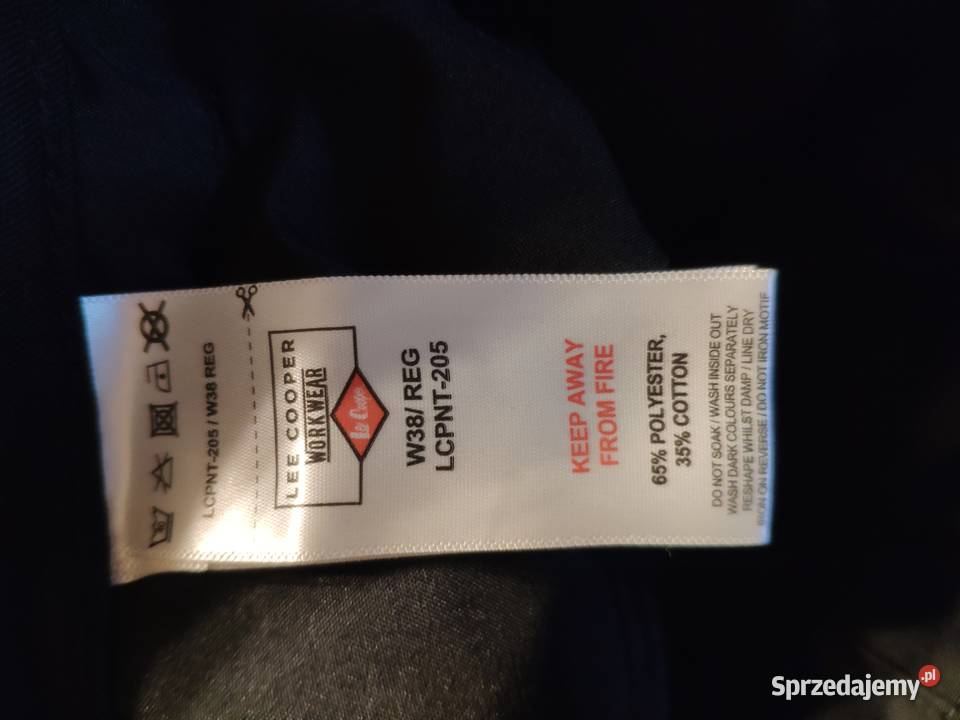 LCPNT-205 / W38 REG
LEE COOPER
WORKWEAR
Lee Cooper
W38/ REG
LCPNT-205
KEEP AWAY
FROM FIRE
65% POLYESTER,
35% COTTON
DO NOT SOAK / WASH INSIDE OUT
WASH DARK COLOURS SEPARATELY
RESHAPE WHILST DAMP / LINE DRY
IRON ON REVERSE / DO NOT IRON MOTIF
Sprzedajemy.pl